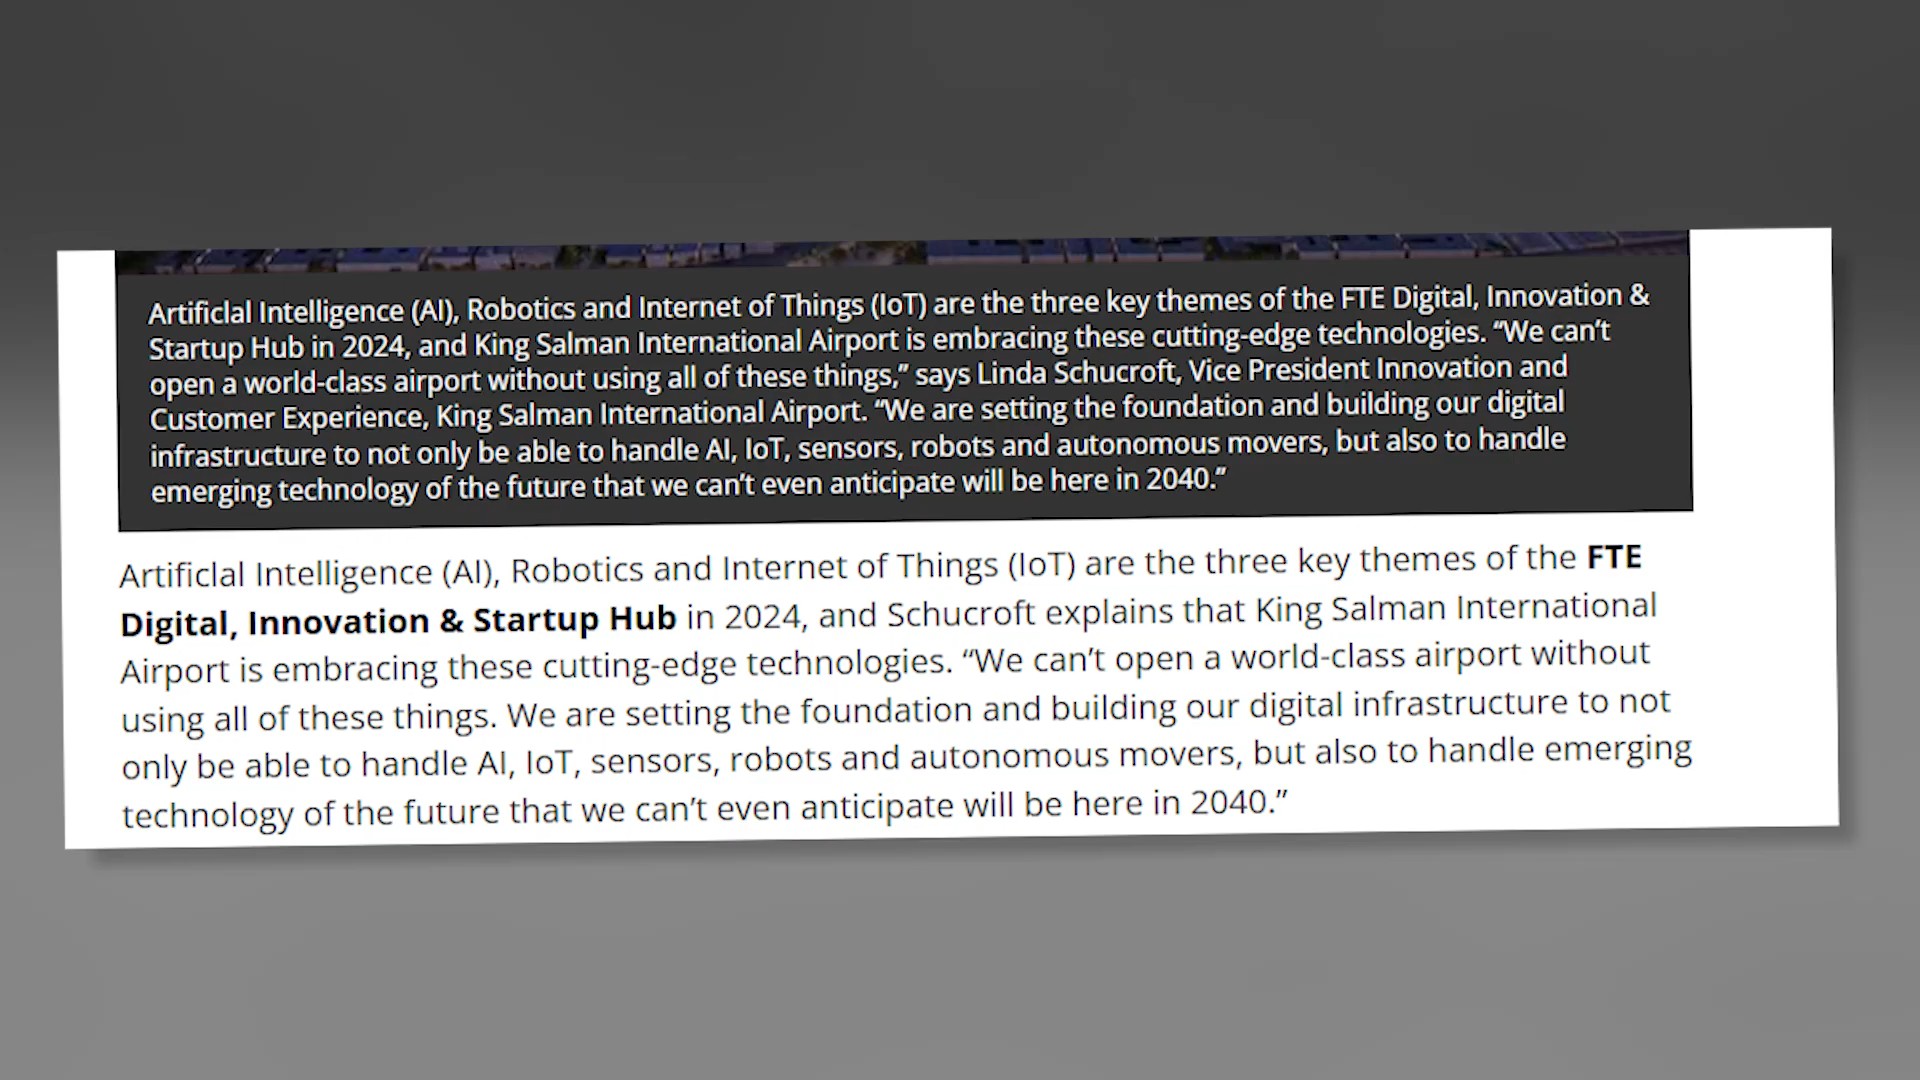 Artificlal Intelligence (AI), Robotics and Internet of Things (IoT) are the three key themes of the FTE Digital, Innovation &
Startup Hub in 2024, and King Salman International Airport is embracing these cutting-edge technologies. “We can’t
open a world-class airport without using all of these things,” says Linda Schucroft, Vice President Innovation and
Customer Experience, King Salman International Airport. “We are setting the foundation and building our digital
infrastructure to not only be able to handle AI, IoT, sensors, robots and autonomous movers, but also to handle
emerging technology of the future that we can’t even anticipate will be here in 2040.”
Artificlal Intelligence (AI), Robotics and Internet of Things (IoT) are the three key themes of the FTE
Digital, Innovation & Startup Hub in 2024, and Schucroft explains that King Salman International
Airport is embracing these cutting-edge technologies. “We can’t open a world-class airport without
using all of these things. We are setting the foundation and building our digital infrastructure to not
only be able to handle AI, IoT, sensors, robots and autonomous movers, but also to handle emerging
technology of the future that we can’t even anticipate will be here in 2040.”